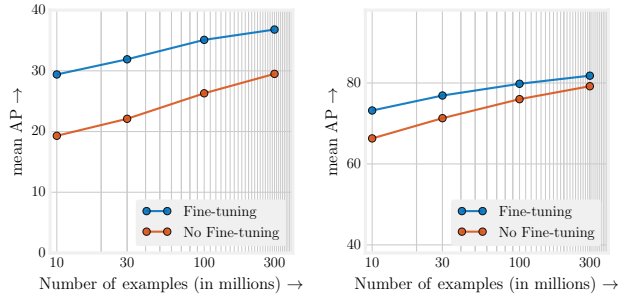 40
30
20
10
0
mean AP →
10 30 100 300
Number of examples (in millions) →
Fine-tuning
No Fine-tuning
80
60
40
mean AP →
10 30 100 300
Number of examples (in millions) →
Fine-tuning
No Fine-tuning